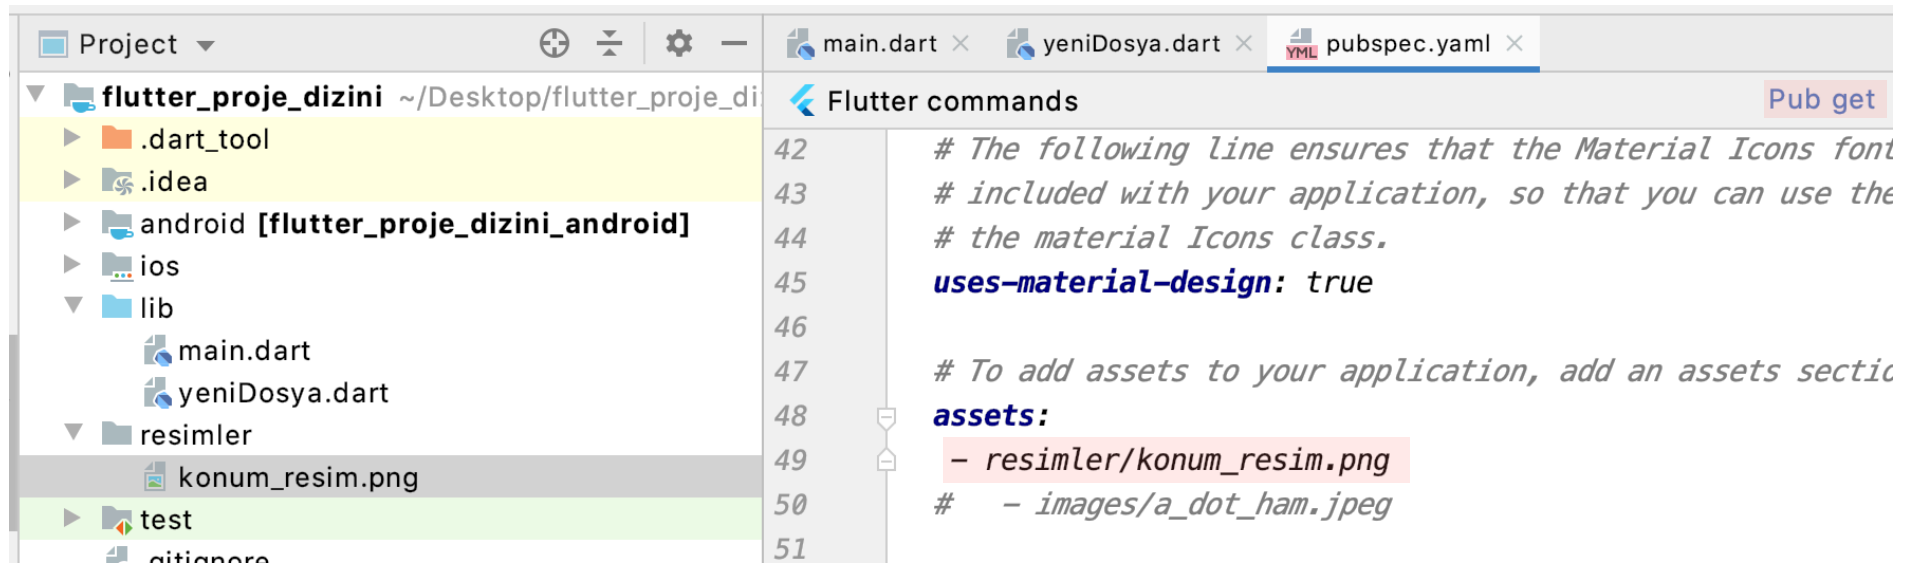 Project
flutter_proje_dizini ~/Desktop/flutter_proje_di
.dart_tool
.idea
android [flutter_proje_dizini_android]
ios
lib
main.dart
yeniDosya.dart
resimler
konum_resim.png
test
.gitignore
main.dart yeniDosya.dart YML pubspec.yaml
Flutter commands Pub get
42 # The following line ensures that the Material Icons font
43 # included with your application, so that you can use the
44 # the material Icons class.
45 uses-material-design: true
46
47 # To add assets to your application, add an assets sectio
48 assets:
49 - resimler/konum_resim.png
50 # - images/a_dot_ham.jpeg
51